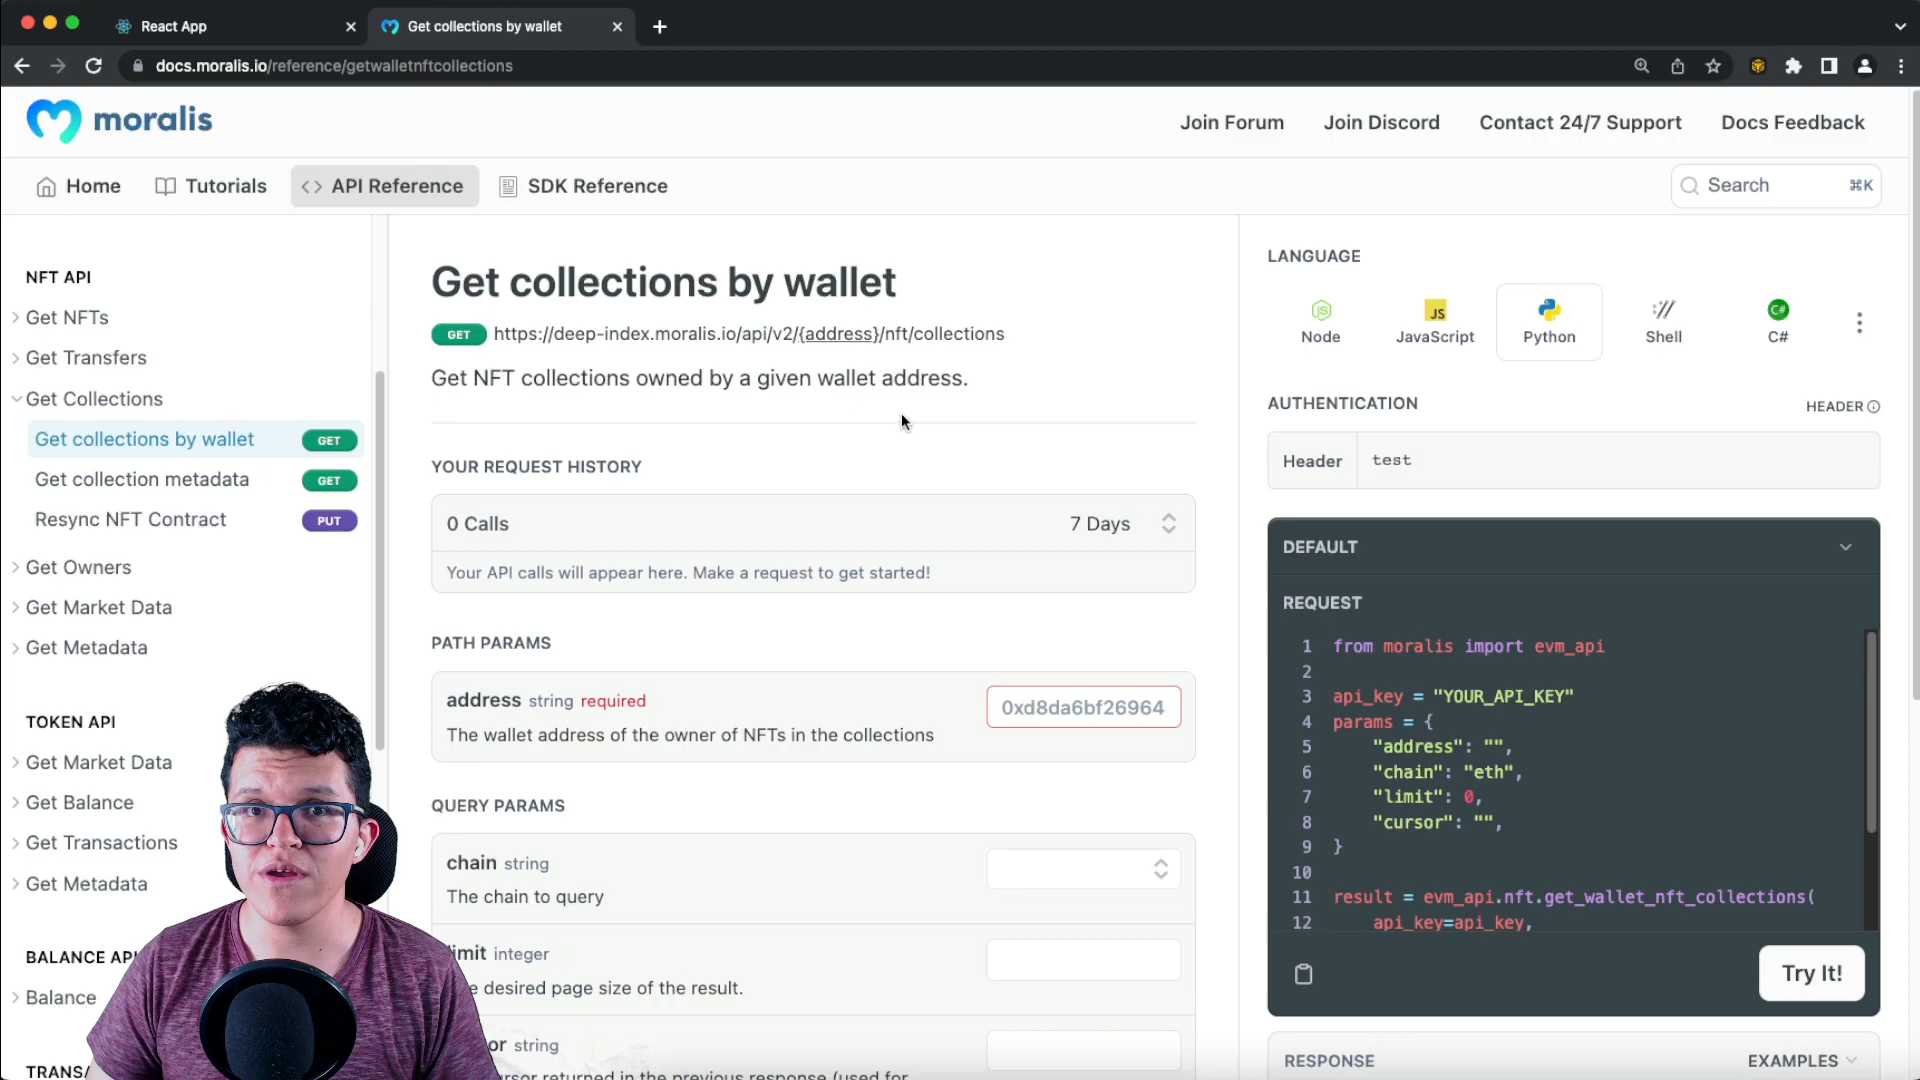 React App
Get collections by wallet
docs.moralis.io/reference/getwalletnftcollections
moralis
Join Forum
Join Discord
Contact 24/7 Support
Docs Feedback
Home
Tutorials
API Reference
SDK Reference
Search
⌘K
NFT API
Get NFTs
Get Transfers
Get Collections
Get collections by wallet GET
Get collection metadata GET
Resync NFT Contract PUT
Get Owners
Get Market Data
Get Metadata
TOKEN API
Get Market Data
Get Balance
Get Transactions
Get Metadata
BALANCE API
Balance
TRANSA
Get collections by wallet
GET https://deep-index.moralis.io/api/v2/{address}/nft/collections
Get NFT collections owned by a given wallet address.
YOUR REQUEST HISTORY
0 Calls 7 Days
Your API calls will appear here. Make a request to get started!
PATH PARAMS
address string required
0xd8da6bf26964
The wallet address of the owner of NFTs in the collections
QUERY PARAMS
chain string
The chain to query
imit integer
e desired page size of the result.
or string
rsor returned in the previous response (used for
LANGUAGE
Node
JS
JavaScript
Python
Shell
C#
C#
AUTHENTICATION
HEADER
Header test
DEFAULT
REQUEST
1 from moralis import evm_api
2
3 api_key = "YOUR_API_KEY"
4 params = {
5 "address": "",
6 "chain": "eth",
7 "limit": 0,
8 "cursor": "",
9 }
10
11 result = evm_api.nft.get_wallet_nft_collections(
12 api_key=api_key,
Try It!
RESPONSE
EXAMPLES